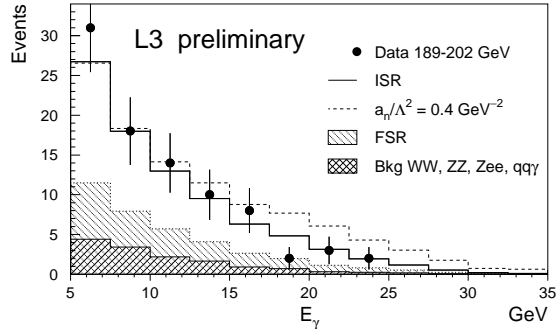 Events
30
25
20
15
10
5
0
L3 preliminary
Data 189-202 GeV
ISR
aₙ/Λ² = 0.4 GeV⁻²
FSR
Bkg WW, ZZ, Zee, qqγ
5 10 15 20 25 30 35
E_γ GeV